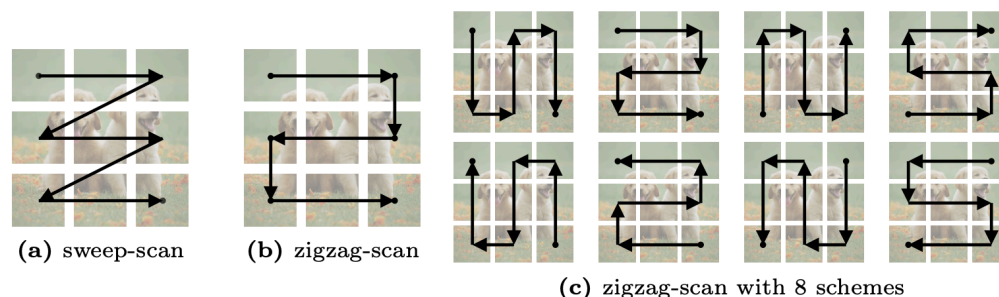 (a) sweep-scan
(b) zigzag-scan
(c) zigzag-scan with 8 schemes